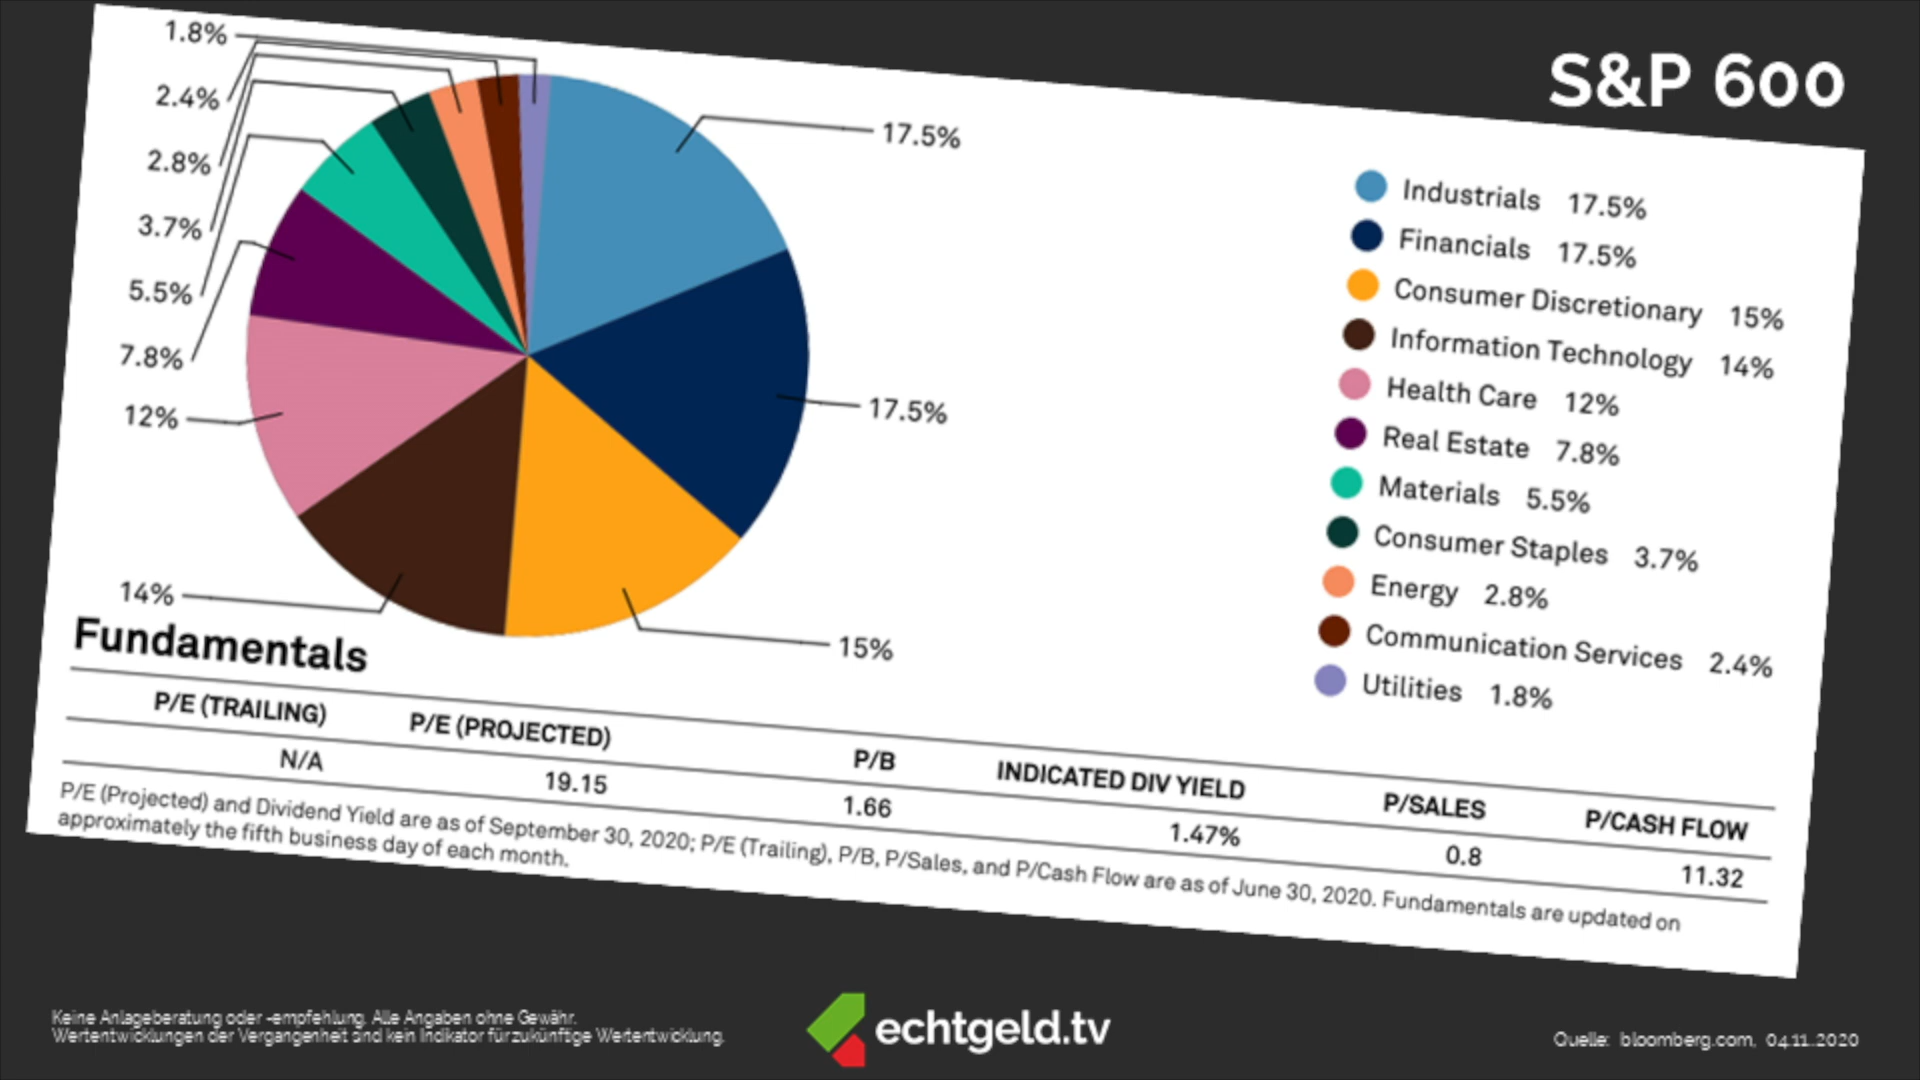 S&P 600
1.8%
2.4%
2.8%
3.7%
5.5%
7.8%
12%
14%
17.5%
17.5%
15%
Industrials 17.5%
Financials 17.5%
Consumer Discretionary 15%
Information Technology 14%
Health Care 12%
Real Estate 7.8%
Materials 5.5%
Consumer Staples 3.7%
Energy 2.8%
Communication Services 2.4%
Utilities 1.8%
Fundamentals
P/E (TRAILING) P/E (PROJECTED) P/B INDICATED DIV YIELD P/SALES P/CASH FLOW
N/A 19.15 1.66 1.47% 0.8 11.32
P/E (Projected) and Dividend Yield are as of September 30, 2020; P/E (Trailing), P/B, P/Sales, and P/Cash Flow are as of June 30, 2020. Fundamentals are updated on
approximately the fifth business day of each month.
Keine Anlageberatung oder -empfehlung. Alle Angaben ohne Gewähr.
Wertentwicklungen der Vergangenheit sind kein Indikator für zukünftige Wertentwicklung.
echtgeld.tv
Quelle: bloomberg.com, 04.11.2020